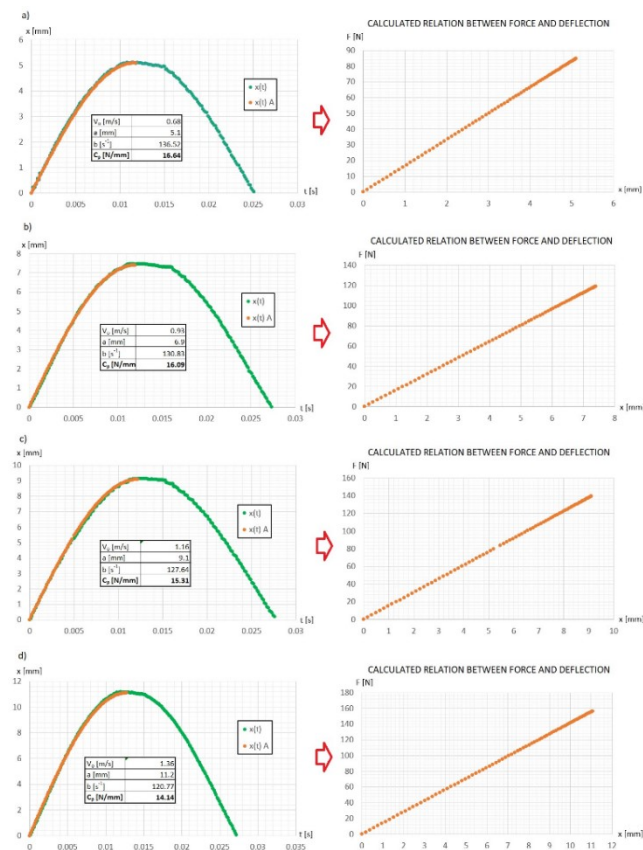 a)
x [mm]
6
5
4
3
2
1
0
0
0.005
0.01
0.015
0.02
0.025
0.03
t [s]
x(t)
x(t) A
V₀ [m/s] 0.68
a [mm] 5.1
b [s⁻¹] 136.52
Cₚ [N/mm] 16.64
CALCULATED RELATION BETWEEN FORCE AND DEFLECTION
F [N]
90
80
70
60
50
40
30
20
10
0
0 1 2 3 4 5 6
x [mm]
b)
x [mm]
8
7
6
5
4
3
2
1
0
0 0.005 0.01 0.015 0.02 0.025 0.03
t [s]
x(t)
x(t) A
V₀ [m/s] 0.93
a [mm] 6.9
b [s⁻¹] 130.83
Cₚ [N/mm 16.09
CALCULATED RELATION BETWEEN FORCE AND DEFLECTION
F [N]
140
120
100
80
60
40
20
0
0 1 2 3 4 5 6 7 8
x [mm]
c)
x [mm]
10
9
8
7
6
5
4
3
2
1
0
0 0.005 0.01 0.015 0.02 0.025 0.03
t [s]
x(t)
x(t) A
V₀ [m/s] 1.16
a [mm] 9.1
b [s⁻¹] 127.64
Cₚ [N/mm] 15.31
CALCULATED RELATION BETWEEN FORCE AND DEFLECTION
F [N]
160
140
120
100
80
60
40
20
0
0 1 2 3 4 5 6 7 8 9 10
x [mm]
d)
x [mm]
12
10
8
6
4
2
0
0 0.005 0.01 0.015 0.02 0.025 0.03 0.035
t [s]
x(t)
x(t) A
V₀ [m/s] 1.36
a [mm] 11.2
b [s⁻¹] 120.77
Cₚ [N/mm] 14.14
CALCULATED RELATION BETWEEN FORCE AND DEFLECTION
F [N]
180
160
140
120
100
80
60
40
20
0
0 1 2 3 4 5 6 7 8 9 10 11 12
x [mm]